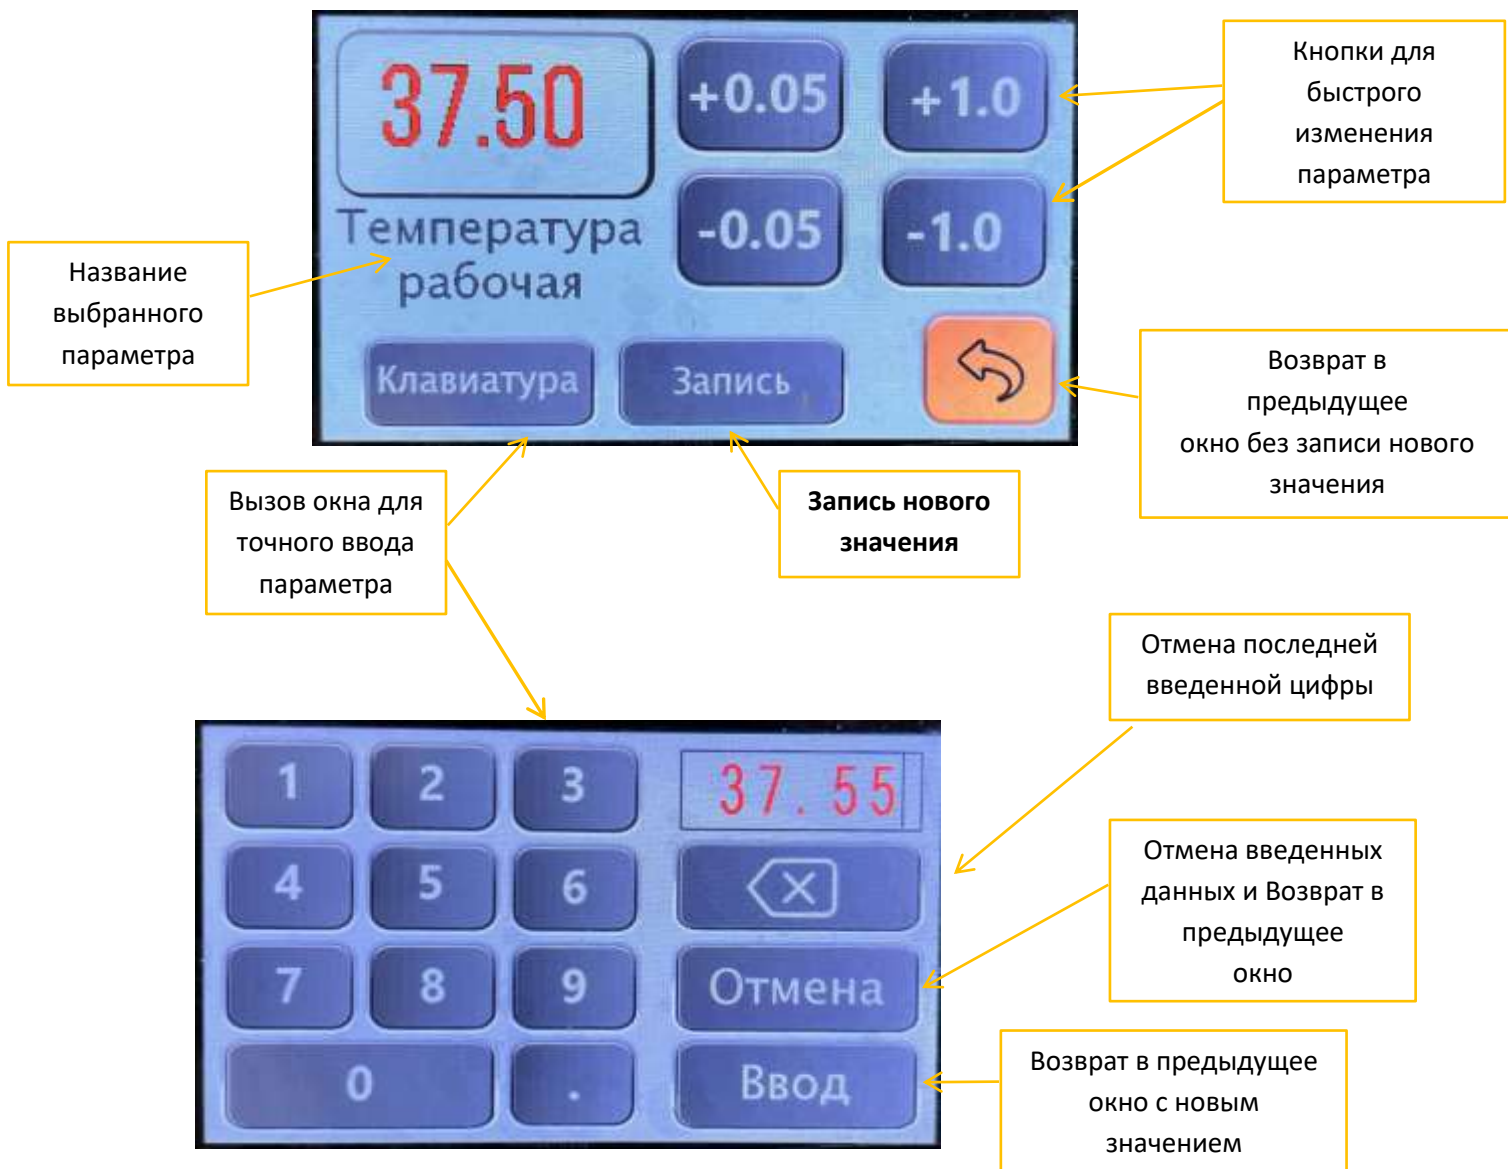 37.50
+0.05
+1.0
Кнопки для
быстрого
изменения
параметра
Температура
рабочая
-0.05
-1.0
Название
выбранного
параметра
Клавиатура
Запись
Возврат в
предыдущее
окно без записи нового
значения
Вызов окна для
точного ввода
параметра
Запись нового
значения
Отмена последней
введенной цифры
1
2
3
37.55
4
5
6
Отмена введенных
данных и Возврат в
предыдущее
окно
7
8
9
Отмена
0
.
Ввод
Возврат в предыдущее
окно с новым
значением